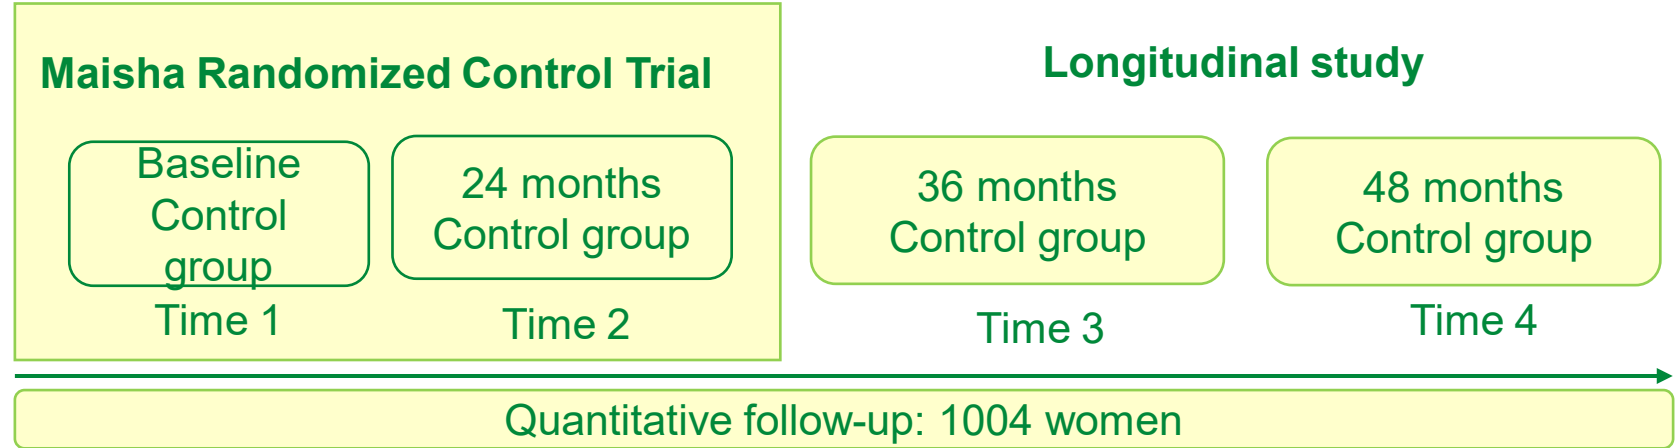 Maisha Randomized Control Trial
Longitudinal study
Baseline
Control
group
24 months
Control group
36 months
Control group
48 months
Control group
Time 1
Time 2
Time 3
Time 4
Quantitative follow-up: 1004 women